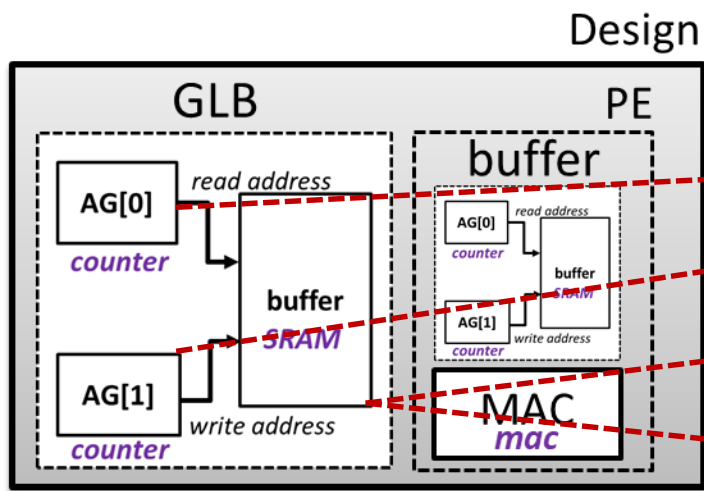 Design
GLB
PE
read address
AG[0]
counter
buffer
SRAM
AG[1]
write address
counter
buffer
AG[0]
read address
counter
buffer
SRAM
AG[1]
write address
counter
MAC
mac